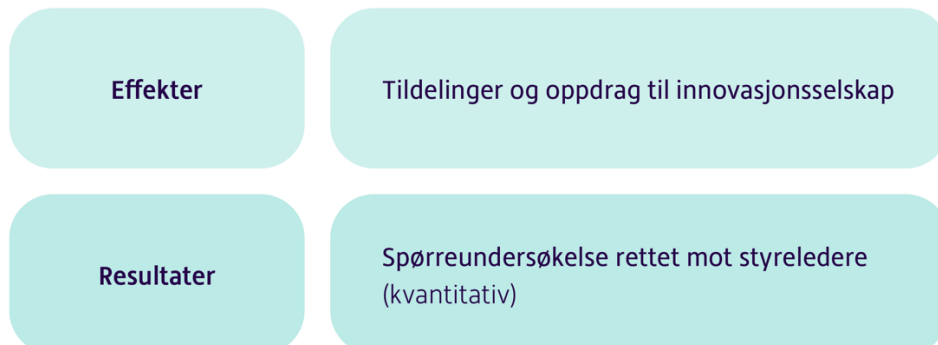 Effekter
Tildelinger og oppdrag til innovasjonsselskap
Resultater
Spørreundersøkelse rettet mot styreledere
(kvantitativ)